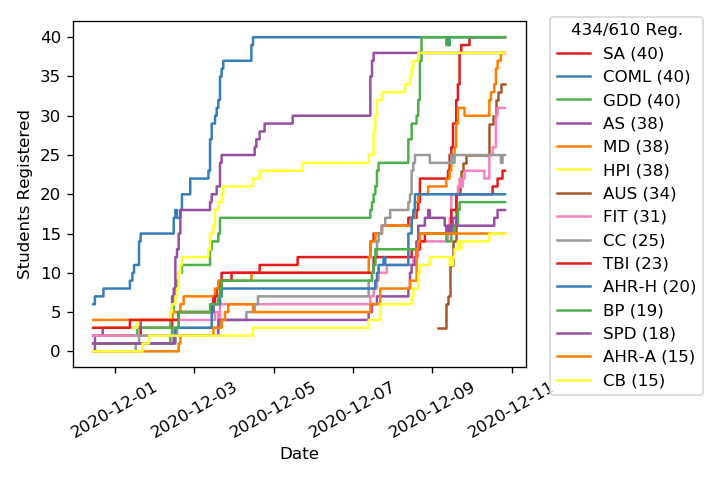 434/610 Reg.
SA (40)
COML (40)
GDD (40)
AS (38)
MD (38)
HPI (38)
AUS (34)
FIT (31)
CC (25)
TBI (23)
AHR-H (20)
BP (19)
SPD (18)
AHR-A (15)
CB (15)
Students Registered
40
35
30
25
20
15
10
5
0
2020-12-01
2020-12-03
2020-12-05
2020-12-07
2020-12-09
2020-12-11
Date